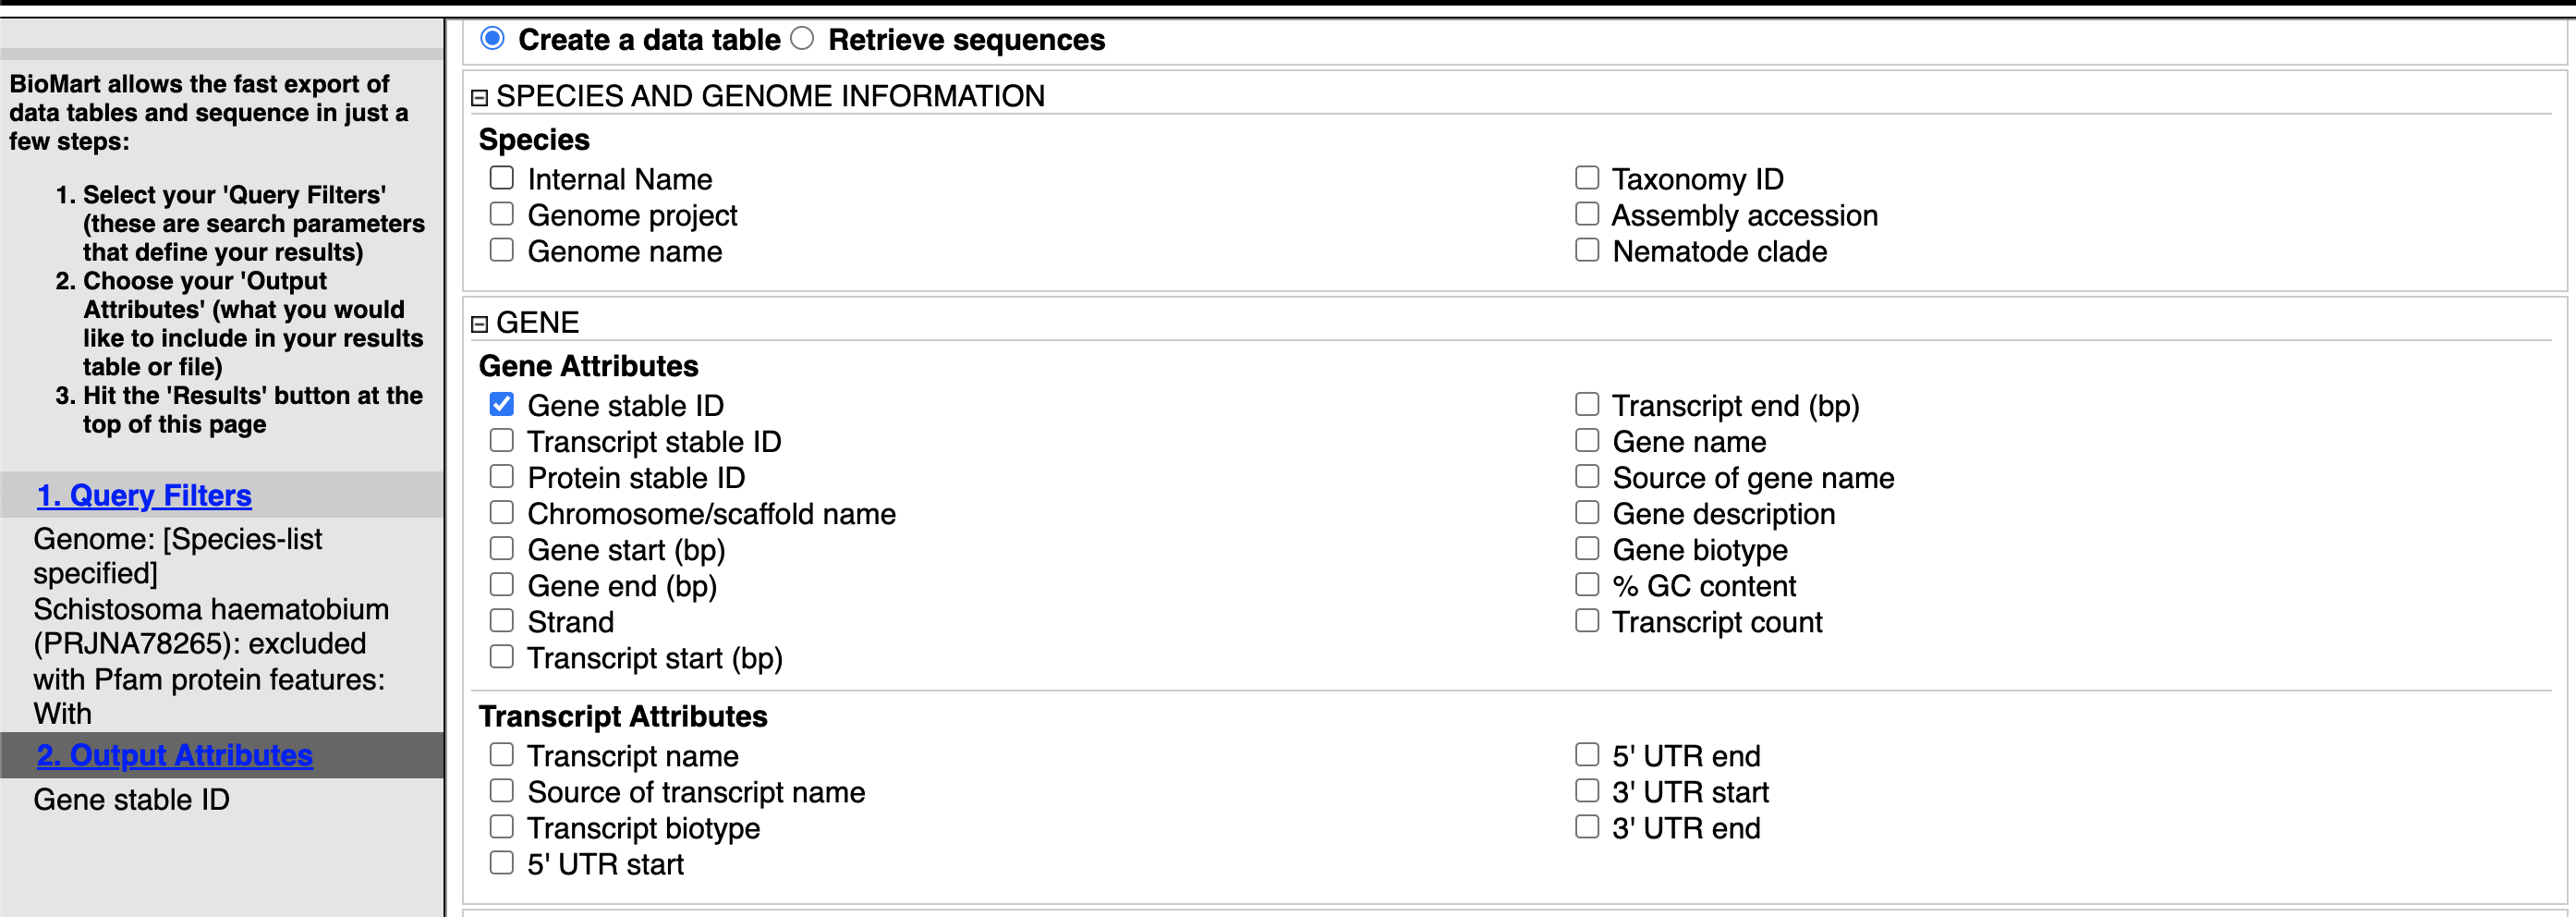 BioMart allows the fast export of
data tables and sequence in just a
few steps:
1. Select your 'Query Filters'
(these are search parameters
that define your results)
2. Choose your 'Output
Attributes' (what you would
like to include in your results
table or file)
3. Hit the 'Results' button at the
top of this page
1. Query Filters
Genome: [Species-list
specified]
Schistosoma haematobium
(PRJNA78265): excluded
with Pfam protein features:
With
2. Output Attributes
Gene stable ID
Create a data table Retrieve sequences
SPECIES AND GENOME INFORMATION
Species
Internal Name
Genome project
Genome name
Taxonomy ID
Assembly accession
Nematode clade
GENE
Gene Attributes
Gene stable ID
Transcript stable ID
Protein stable ID
Chromosome/scaffold name
Gene start (bp)
Gene end (bp)
Strand
Transcript start (bp)
Transcript end (bp)
Gene name
Source of gene name
Gene description
Gene biotype
% GC content
Transcript count
Transcript Attributes
Transcript name
Source of transcript name
Transcript biotype
5' UTR start
5' UTR end
3' UTR start
3' UTR end